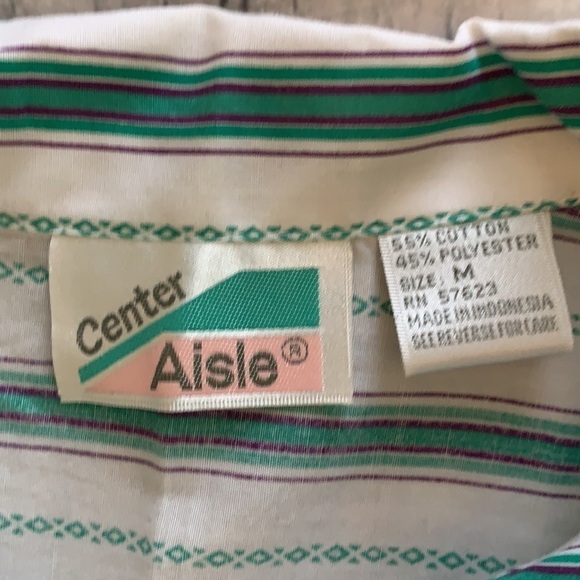 Center
Aisle®
55% COTTON
45% POLYESTER
SIZE: M
RN 57623
MADE IN INDONESIA
SEE REVERSE FOR CARE